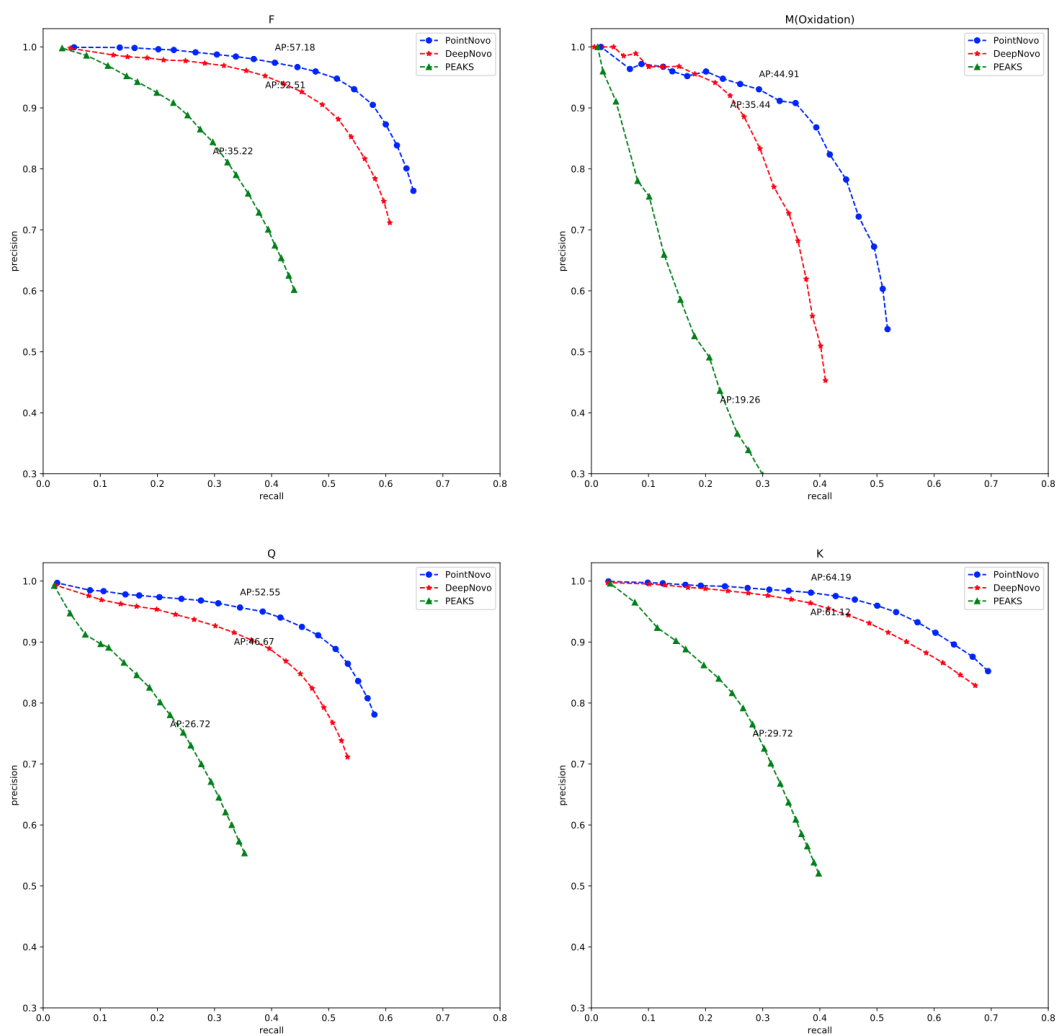 F
PointNovo
DeepNovo
PEAKS
AP:57.18
AP:52.51
AP:35.22
1.0
0.9
0.8
0.7
0.6
0.5
0.4
0.3
precision
0.0 0.1 0.2 0.3 0.4 0.5 0.6 0.7 0.8
recall
M(Oxidation)
PointNovo
DeepNovo
PEAKS
AP:44.91
AP:35.44
AP:19.26
1.0
0.9
0.8
0.7
0.6
0.5
0.4
0.3
precision
0.0 0.1 0.2 0.3 0.4 0.5 0.6 0.7 0.8
recall
Q
PointNovo
DeepNovo
PEAKS
AP:52.55
AP:46.67
AP:26.72
1.0
0.9
0.8
0.7
0.6
0.5
0.4
0.3
precision
0.0 0.1 0.2 0.3 0.4 0.5 0.6 0.7 0.8
recall
K
PointNovo
DeepNovo
PEAKS
AP:64.19
AP:61.12
AP:29.72
1.0
0.9
0.8
0.7
0.6
0.5
0.4
0.3
precision
0.0 0.1 0.2 0.3 0.4 0.5 0.6 0.7 0.8
recall